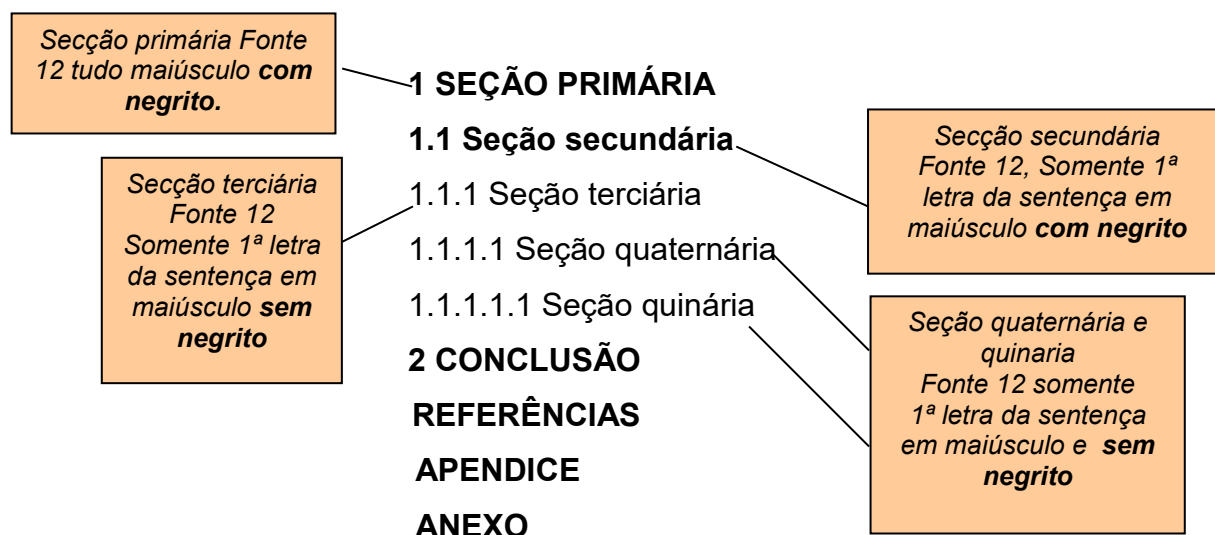 Secção primária Fonte
12 tudo maiúsculo com
negrito.
1 SEÇÃO PRIMÁRIA
1.1 Seção secundária
1.1.1 Seção terciária
1.1.1.1 Seção quaternária
1.1.1.1.1 Seção quinária
2 CONCLUSÃO
REFERÊNCIAS
APENDICE
ANEXO
Secção terciária
Fonte 12
Somente 1ª letra
da sentença em
maiúsculo sem
negrito
Secção secundária
Fonte 12, Somente 1ª
letra da sentença em
maiúsculo com negrito
Seção quaternária e
quinaria
Fonte 12 somente
1ª letra da sentença
em maiúsculo e sem
negrito